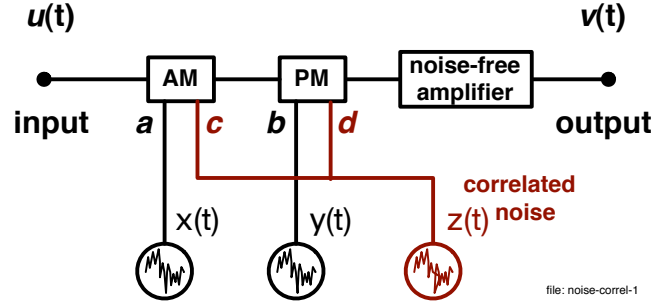 u(t)
v(t)
AM
PM
noise-free
amplifier
input
a
c
b
d
output
correlated
noise
x(t)
y(t)
z(t)
file: noise-correl-1